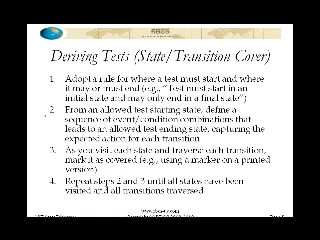 RBCS
Deriving Tests (State/Transition Cover)
1. Adopt a rule for where a test must start and where
it may or must end (e.g., "Test must start in an
initial state and may only end in a final state")
2. From an allowed test starting state, define a
sequence of event/condition combinations that
leads to an allowed test ending state, capturing the
expected action for each transition
3. As you visit each state and traverse each transition,
mark it as covered (e.g., using a marker on a printed
version)
4. Repeat steps 2 and 3 until all states have been
visited and all transitions traversed